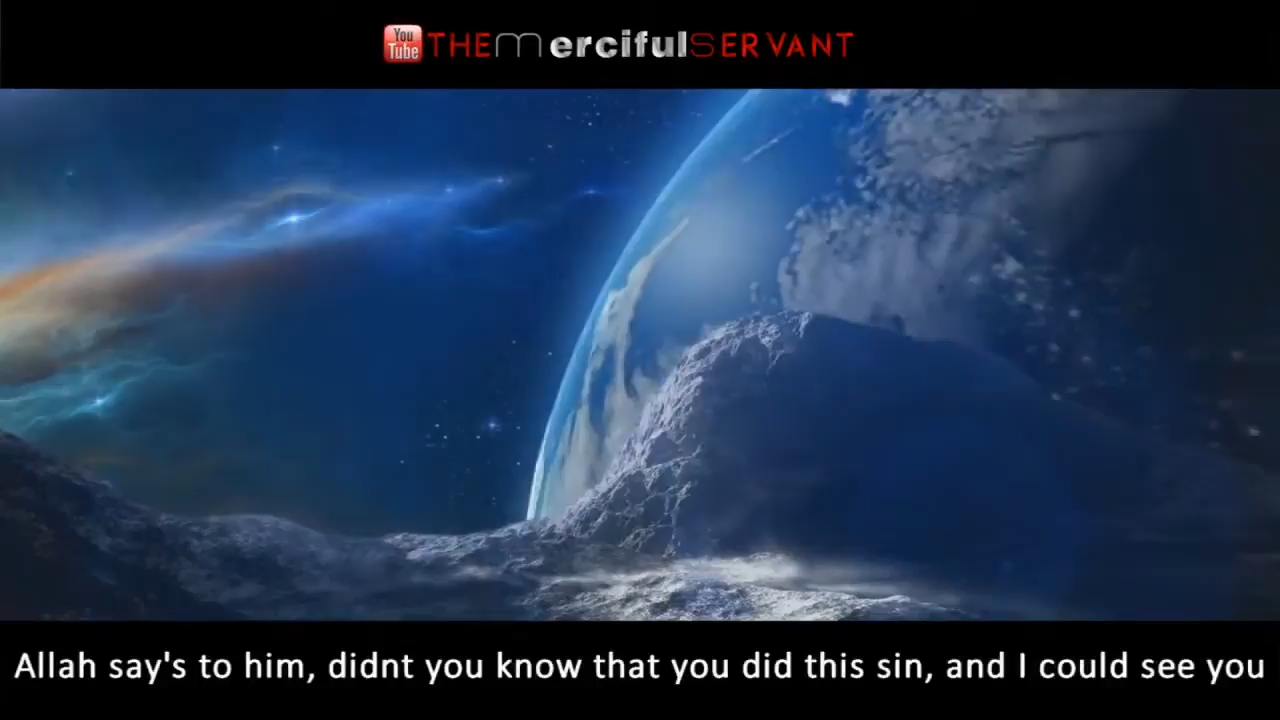 You Tube THEmercifulSERVANT
Allah say's to him, didnt you know that you did this sin, and I could see you